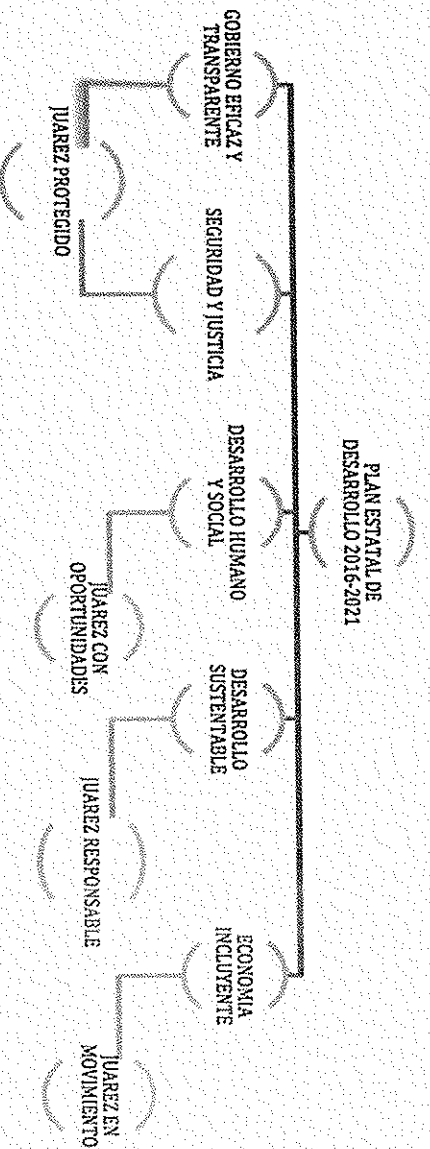 PLAN ESTATAL DE
DESARROLLO 2016-2021
GOBIERNO EFICAZ Y
TRANSPARENTE
SEGURIDAD Y JUSTICIA
DESARROLLO HUMANO
Y SOCIAL
DESARROLLO
SUSTENTABLE
ECONOMIA
INCLUYENTE
JUAREZ PROTEGIDO
JUAREZ CON
OPORTUNIDADES
JUAREZ RESPONSABLE
JUAREZ EN
MOVIMIENTO